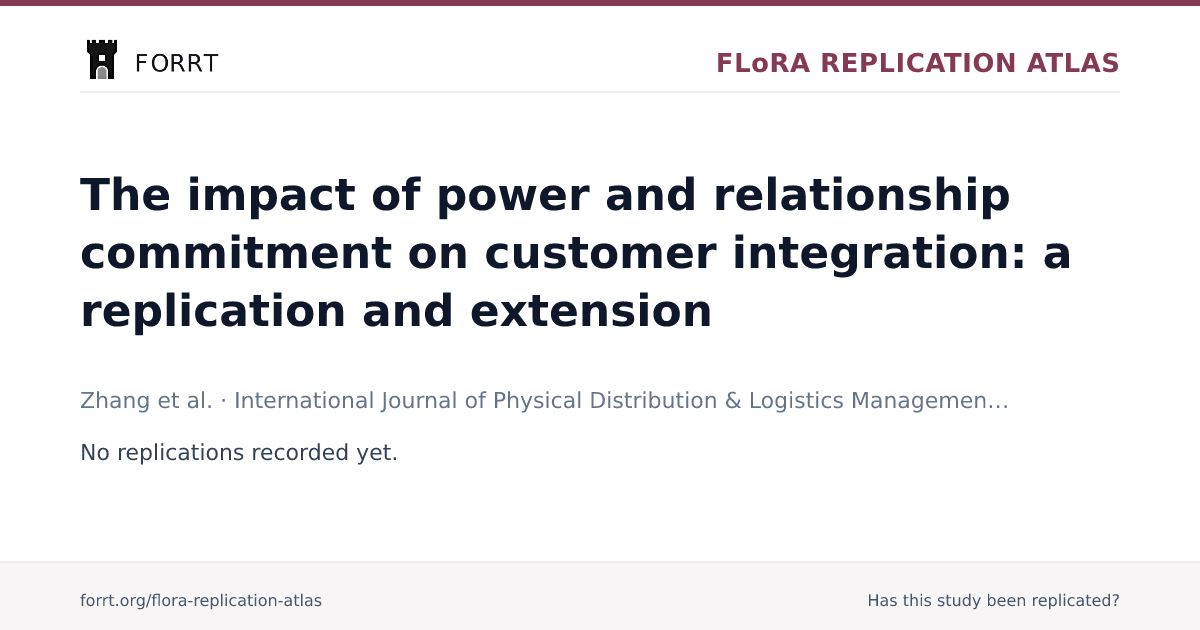 FORRT
FLoRA REPLICATION ATLAS
The impact of power and relationship
commitment on customer integration: a
replication and extension
Zhang et al. · International Journal of Physical Distribution & Logistics Managemen…
No replications recorded yet.
forrt.org/flora-replication-atlas
Has this study been replicated?